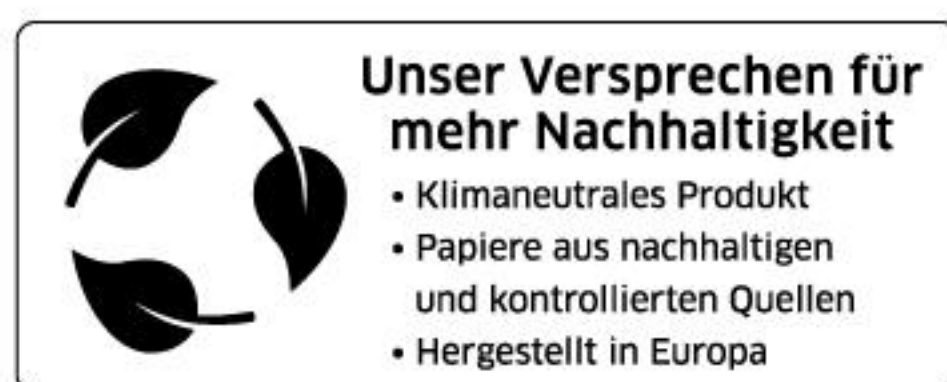 Unser Versprechen für
mehr Nachhaltigkeit
• Klimaneutrales Produkt
• Papiere aus nachhaltigen
und kontrollierten Quellen
• Hergestellt in Europa